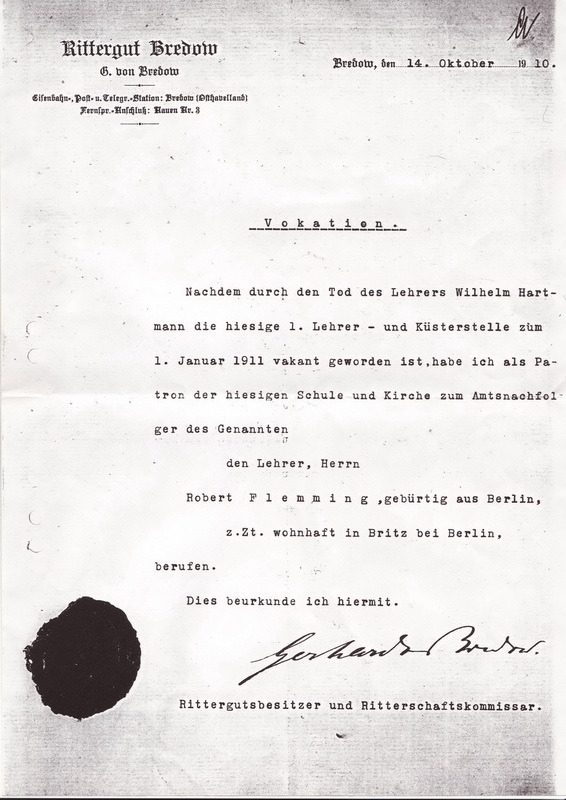 Rittergut Bredow
G. von Bredow
Eisenbahn-, Post- u. Telegr.-Station: Bredow (Osthavelland)
Fernspr.-Anschluß: Nauen Nr. 3
Bredow, den 14. Oktober 1910.
Vokation.
Nachdem durch den Tod des Lehrers Wilhelm Hart-
mann die hiesige 1. Lehrer - und Küsterstelle zum
1. Januar 1911 vakant geworden ist,habe ich als Pa-
tron der hiesigen Schule und Kirche zum Amtsnachfol-
ger des Genannten
den Lehrer, Herrn
Robert Flemming,gebürtig aus Berlin,
z.Zt. wohnhaft in Britz bei Berlin,
berufen.
Dies beurkunde ich hiermit.
Bredow.
Rittergutsbesitzer und Ritterschaftskommissar.